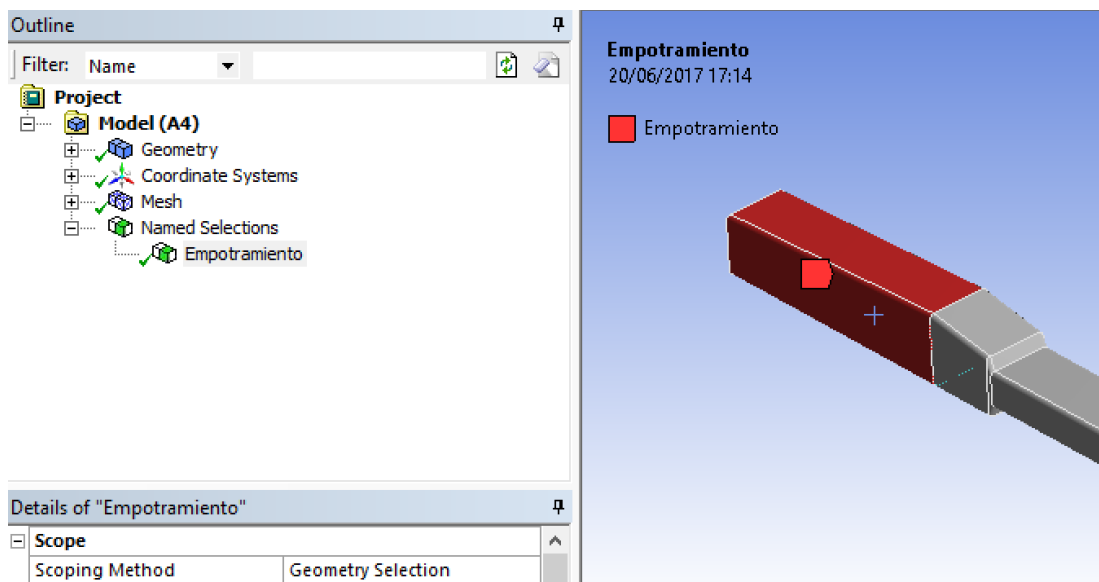 Outline
Filter: Name
Project
Model (A4)
Geometry
Coordinate Systems
Mesh
Named Selections
Empotramiento
Details of "Empotramiento"
Scope
Scoping Method Geometry Selection
Empotramiento
20/06/2017 17:14
Empotramiento